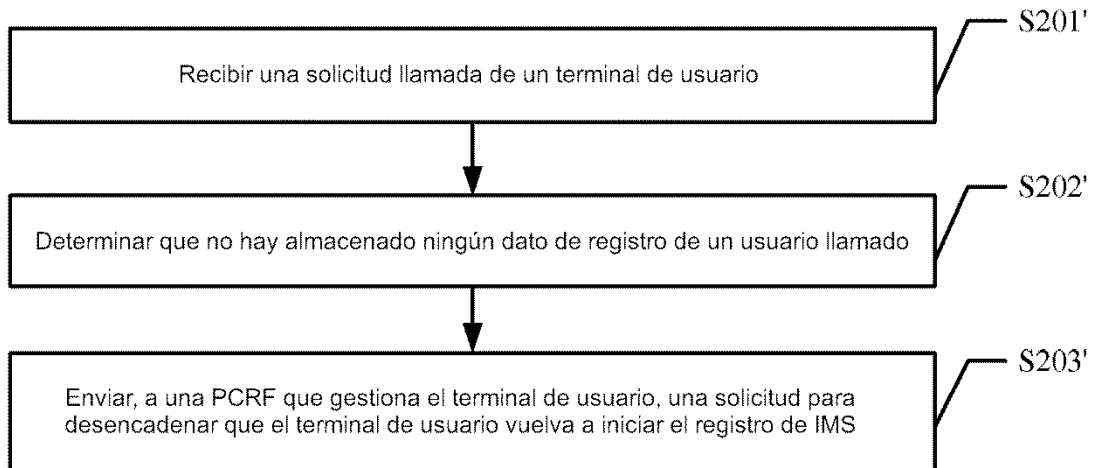 S201'
Recibir una solicitud llamada de un terminal de usuario
S202'
Determinar que no hay almacenado ningún dato de registro de un usuario llamado
S203'
Enviar, a una PCRF que gestiona el terminal de usuario, una solicitud para
desencadenar que el terminal de usuario vuelva a iniciar el registro de IMS